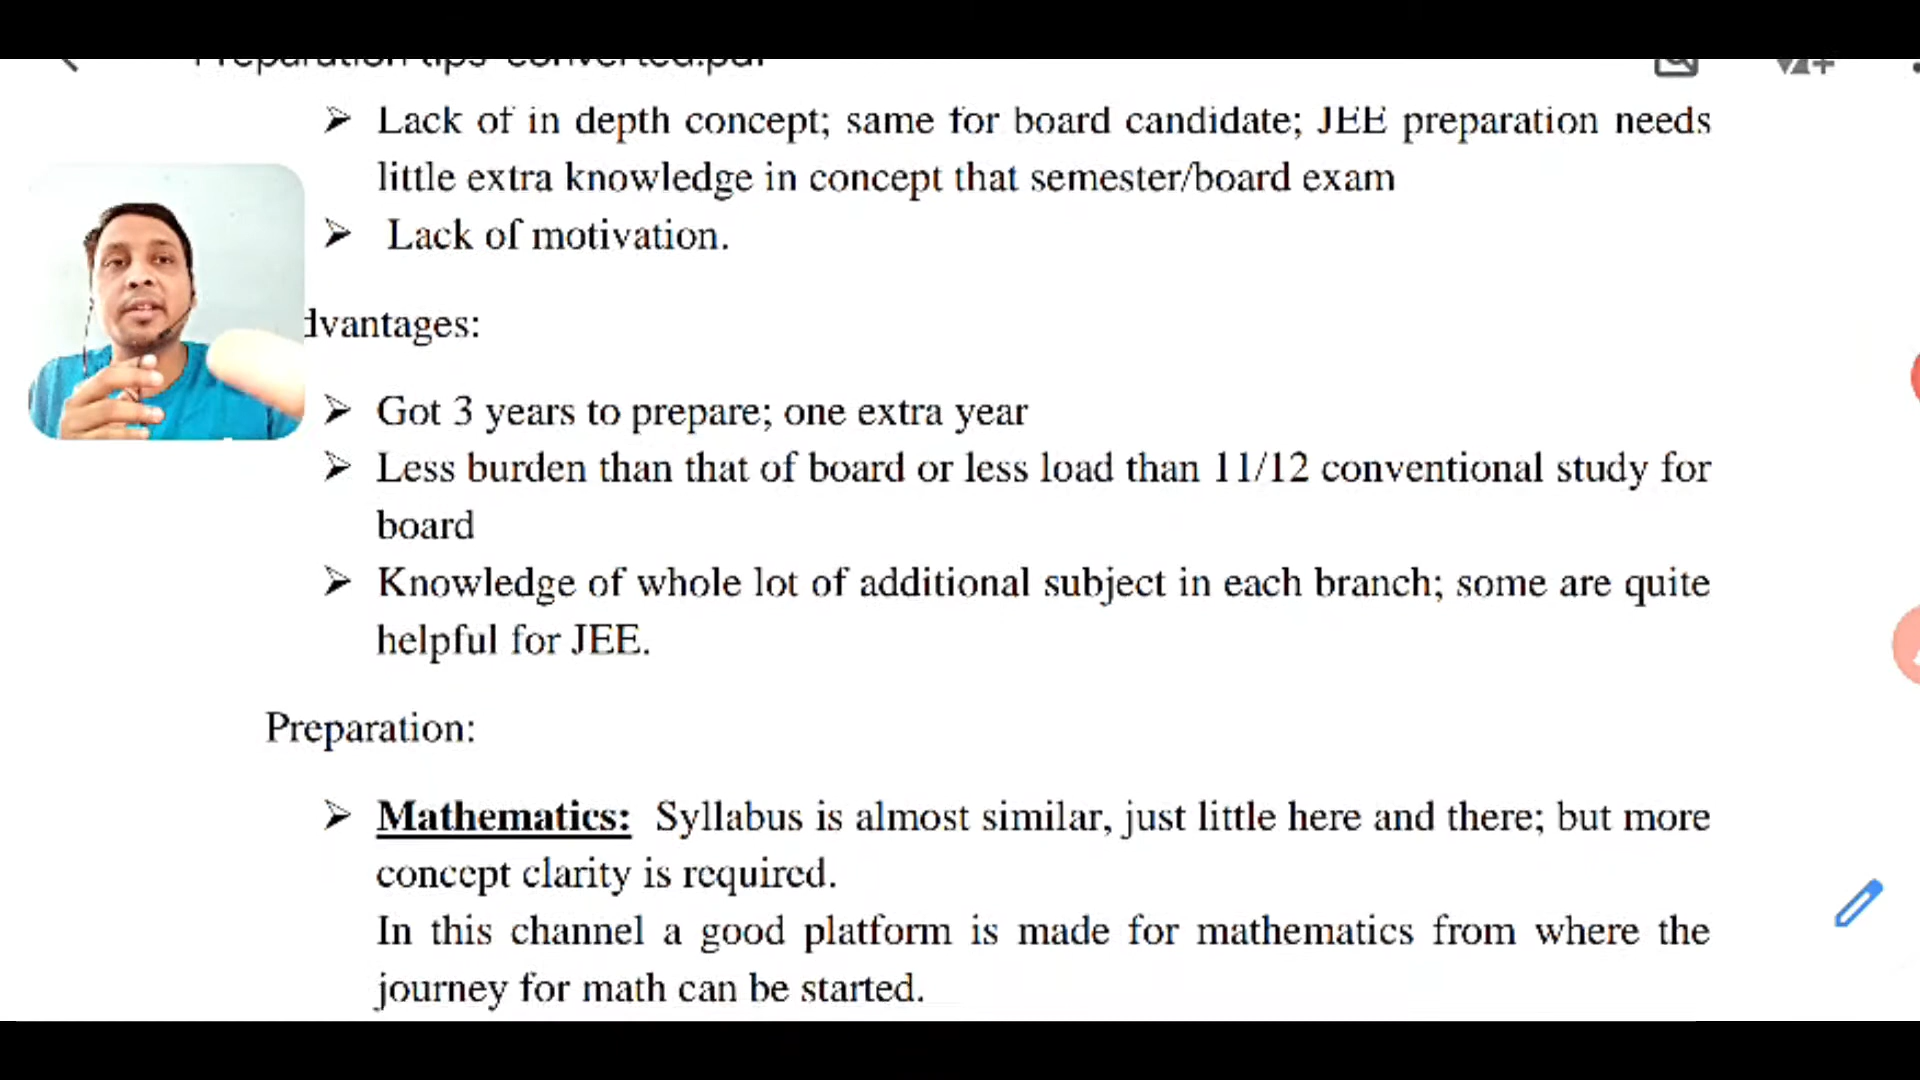 Preparation tips-converted.pdf
➢ Lack of in depth concept; same for board candidate; JEE preparation needs
little extra knowledge in concept that semester/board exam
➢ Lack of motivation.
dvantages:
➢ Got 3 years to prepare; one extra year
➢ Less burden than that of board or less load than 11/12 conventional study for
board
➢ Knowledge of whole lot of additional subject in each branch; some are quite
helpful for JEE.
Preparation:
➢ Mathematics: Syllabus is almost similar, just little here and there; but more
concept clarity is required.
In this channel a good platform is made for mathematics from where the
journey for math can be started.